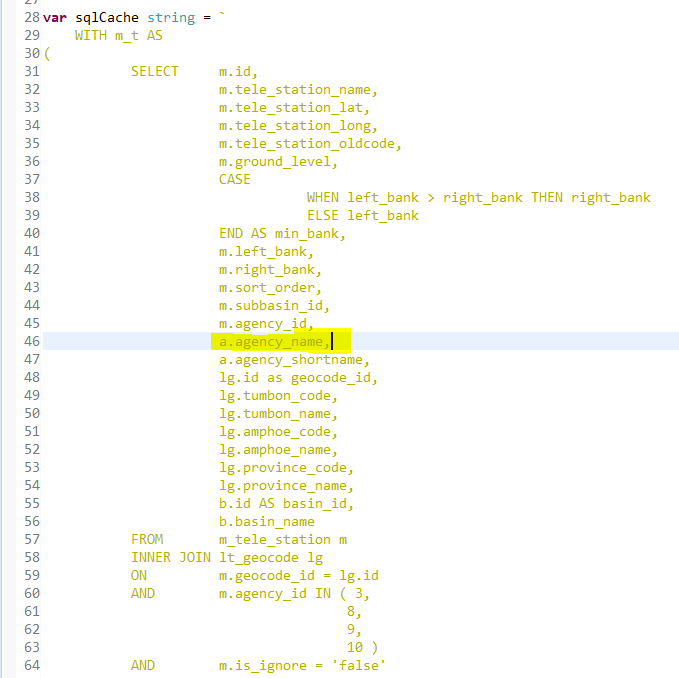 27
28 var sqlCache string = `
29 WITH m_t AS
30 (
31 SELECT m.id,
32 m.tele_station_name,
33 m.tele_station_lat,
34 m.tele_station_long,
35 m.tele_station_oldcode,
36 m.ground_level,
37 CASE
38 WHEN left_bank > right_bank THEN right_bank
39 ELSE left_bank
40 END AS min_bank,
41 m.left_bank,
42 m.right_bank,
43 m.sort_order,
44 m.subbasin_id,
45 m.agency_id,
46 a.agency_name,
47 a.agency_shortname,
48 lg.id as geocode_id,
49 lg.tumbon_code,
50 lg.tumbon_name,
51 lg.amphoe_code,
52 lg.amphoe_name,
53 lg.province_code,
54 lg.province_name,
55 b.id AS basin_id,
56 b.basin_name
57 FROM m_tele_station m
58 INNER JOIN lt_geocode lg
59 ON m.geocode_id = lg.id
60 AND m.agency_id IN ( 3,
61 8,
62 9,
63 10 )
64 AND m.is_ignore = 'false'